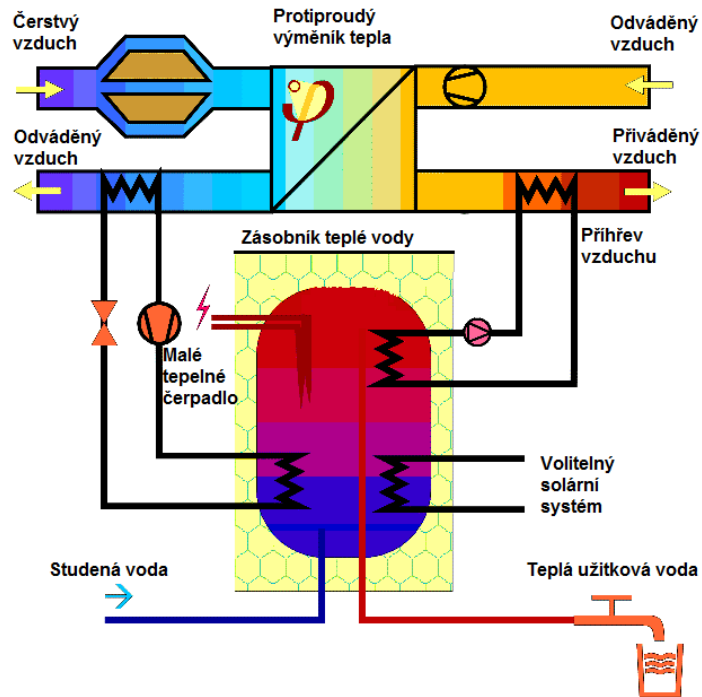 Čerstvý
vzduch
Protiproudý
výměník tepla
Odváděný
vzduch
Odváděný
vzduch
Přiváděný
vzduch
Zásobník teplé vody
Příhřev
vzduchu
Malé
tepelné
čerpadlo
Volitelný
solární
systém
Studená voda
Teplá užitková voda